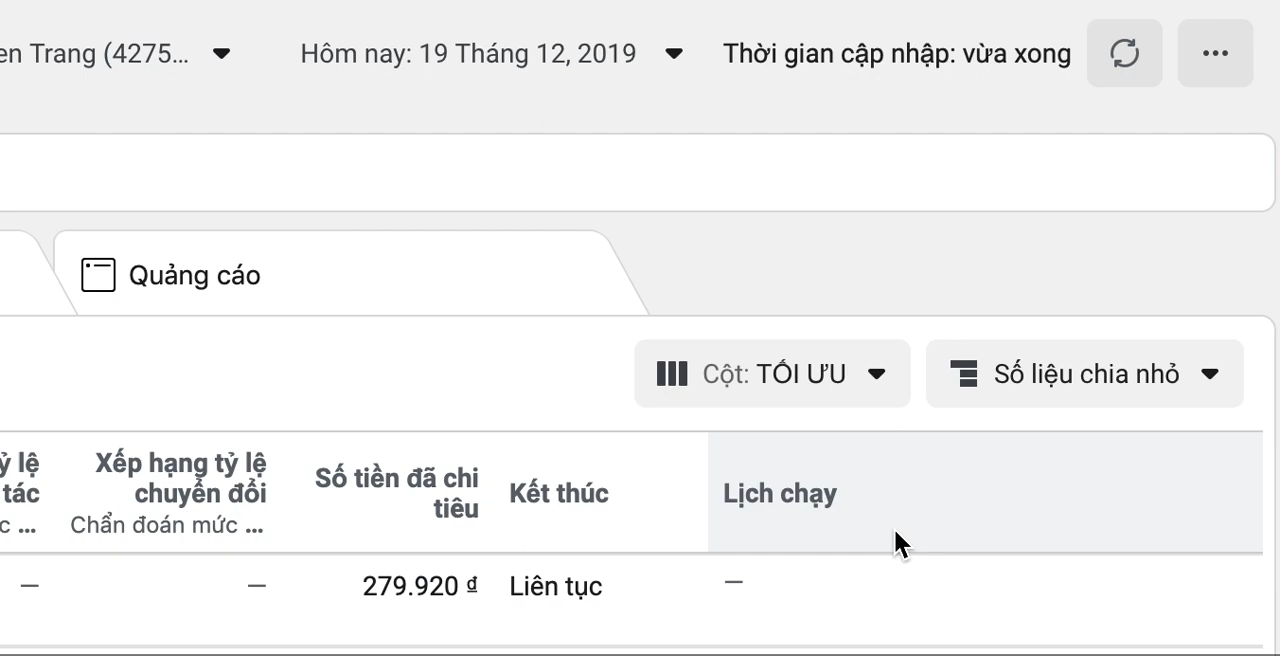 en Trang (4275...
Hôm nay: 19 Tháng 12, 2019
Thời gian cập nhập: vừa xong
Quảng cáo
Cột: TỐI ƯU
Số liệu chia nhỏ
ỷ lệ
tác
c ...
Xếp hạng tỷ lệ
chuyển đổi
Chẩn đoán mức ...
Số tiền đã chi
tiêu
Kết thúc
Lịch chạy
—
—
279.920 ₫
Liên tục
—